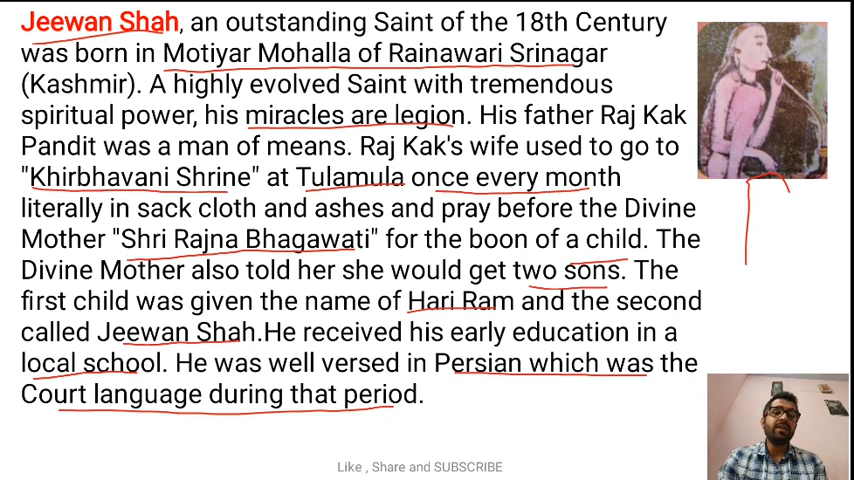 Jeewan Shah, an outstanding Saint of the 18th Century
was born in Motiyar Mohalla of Rainawari Srinagar
(Kashmir). A highly evolved Saint with tremendous
spiritual power, his miracles are legion. His father Raj Kak
Pandit was a man of means. Raj Kak's wife used to go to
"Khirbhavani Shrine" at Tulamula once every month
literally in sack cloth and ashes and pray before the Divine
Mother "Shri Rajna Bhagawati" for the boon of a child. The
Divine Mother also told her she would get two sons. The
first child was given the name of Hari Ram and the second
called Jeewan Shah.He received his early education in a
local school. He was well versed in Persian which was the
Court language during that period.
Like , Share and SUBSCRIBE